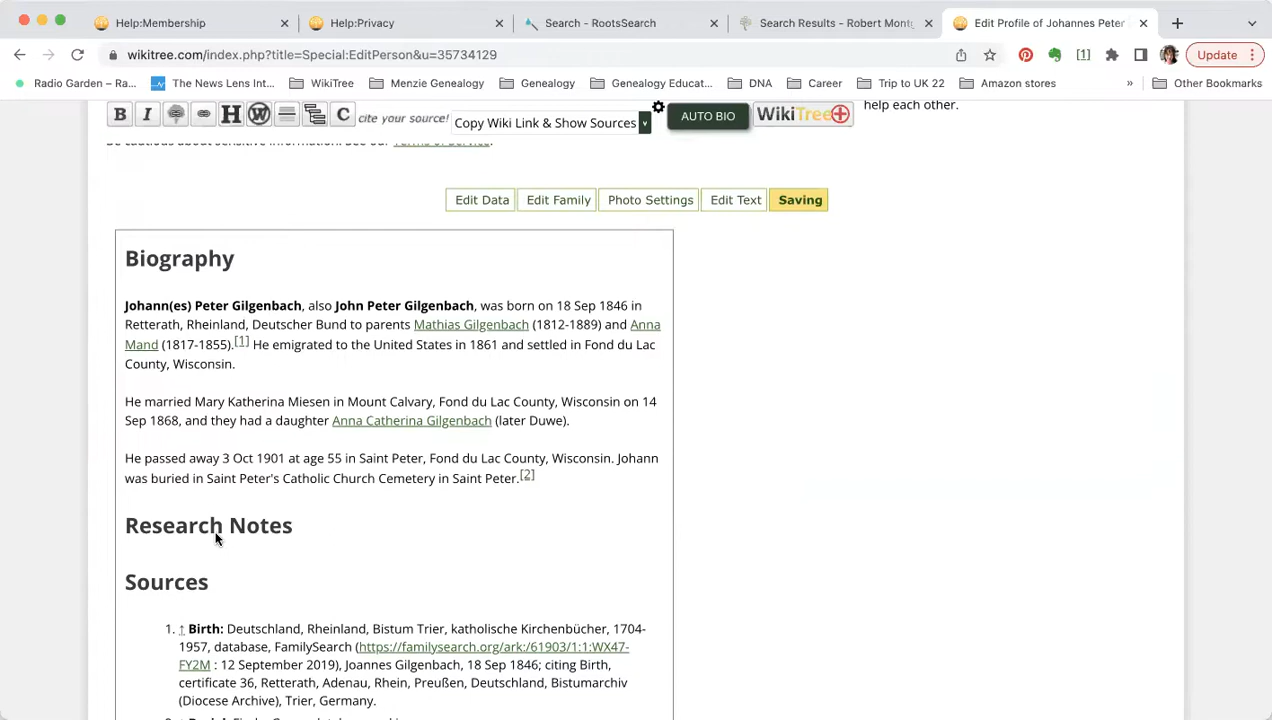 Help:Membership
Help:Privacy
Search - RootsSearch
Search Results - Robert Montg
Edit Profile of Johannes Peter
wikitree.com/index.php?title=Special:EditPerson&u=35734129
Update
Radio Garden – Ra...
The News Lens Int...
WikiTree
Menzie Genealogy
Genealogy
Genealogy Educat...
DNA
Career
Trip to UK 22
Amazon stores
»
Other Bookmarks
B I H W C cite your source!
Copy Wiki Link & Show Sources
AUTO BIO
WikiTree+
help each other.
Be cautious about sensitive information. See our Terms of Service.
Edit Data
Edit Family
Photo Settings
Edit Text
Saving
Biography
Johann(es) Peter Gilgenbach, also John Peter Gilgenbach, was born on 18 Sep 1846 in
Retterath, Rheinland, Deutscher Bund to parents Mathias Gilgenbach (1812-1889) and Anna
Mand (1817-1855).[1] He emigrated to the United States in 1861 and settled in Fond du Lac
County, Wisconsin.
He married Mary Katherina Miesen in Mount Calvary, Fond du Lac County, Wisconsin on 14
Sep 1868, and they had a daughter Anna Catherina Gilgenbach (later Duwe).
He passed away 3 Oct 1901 at age 55 in Saint Peter, Fond du Lac County, Wisconsin. Johann
was buried in Saint Peter's Catholic Church Cemetery in Saint Peter.[2]
Research Notes
Sources
1. ↑ Birth: Deutschland, Rheinland, Bistum Trier, katholische Kirchenbücher, 1704-
1957, database, FamilySearch (https://familysearch.org/ark:/61903/1:1:WX47-
FY2M : 12 September 2019), Joannes Gilgenbach, 18 Sep 1846; citing Birth,
certificate 36, Retterath, Adenau, Rhein, Preußen, Deutschland, Bistumarchiv
(Diocese Archive), Trier, Germany.